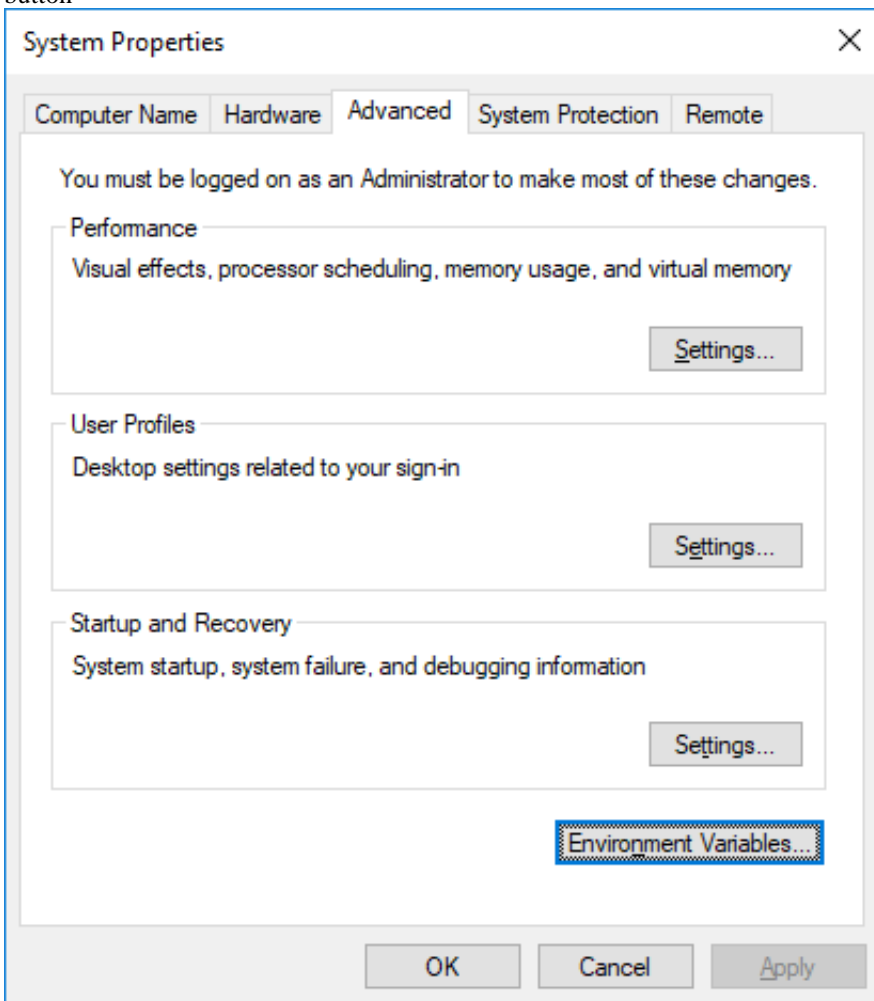 button
System Properties
Computer Name Hardware Advanced System Protection Remote
You must be logged on as an Administrator to make most of these changes.
Performance
Visual effects, processor scheduling, memory usage, and virtual memory
Settings...
User Profiles
Desktop settings related to your sign-in
Settings...
Startup and Recovery
System startup, system failure, and debugging information
Settings...
Environment Variables...
OK Cancel Apply